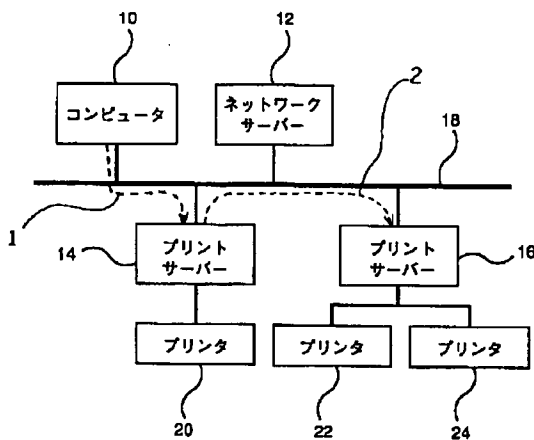 10
12
コンピュータ
ネットワーク
サーバー
2
18
1
14
プリント
サーバー
プリント
サーバー
16
プリンタ
プリンタ
プリンタ
20
22
24